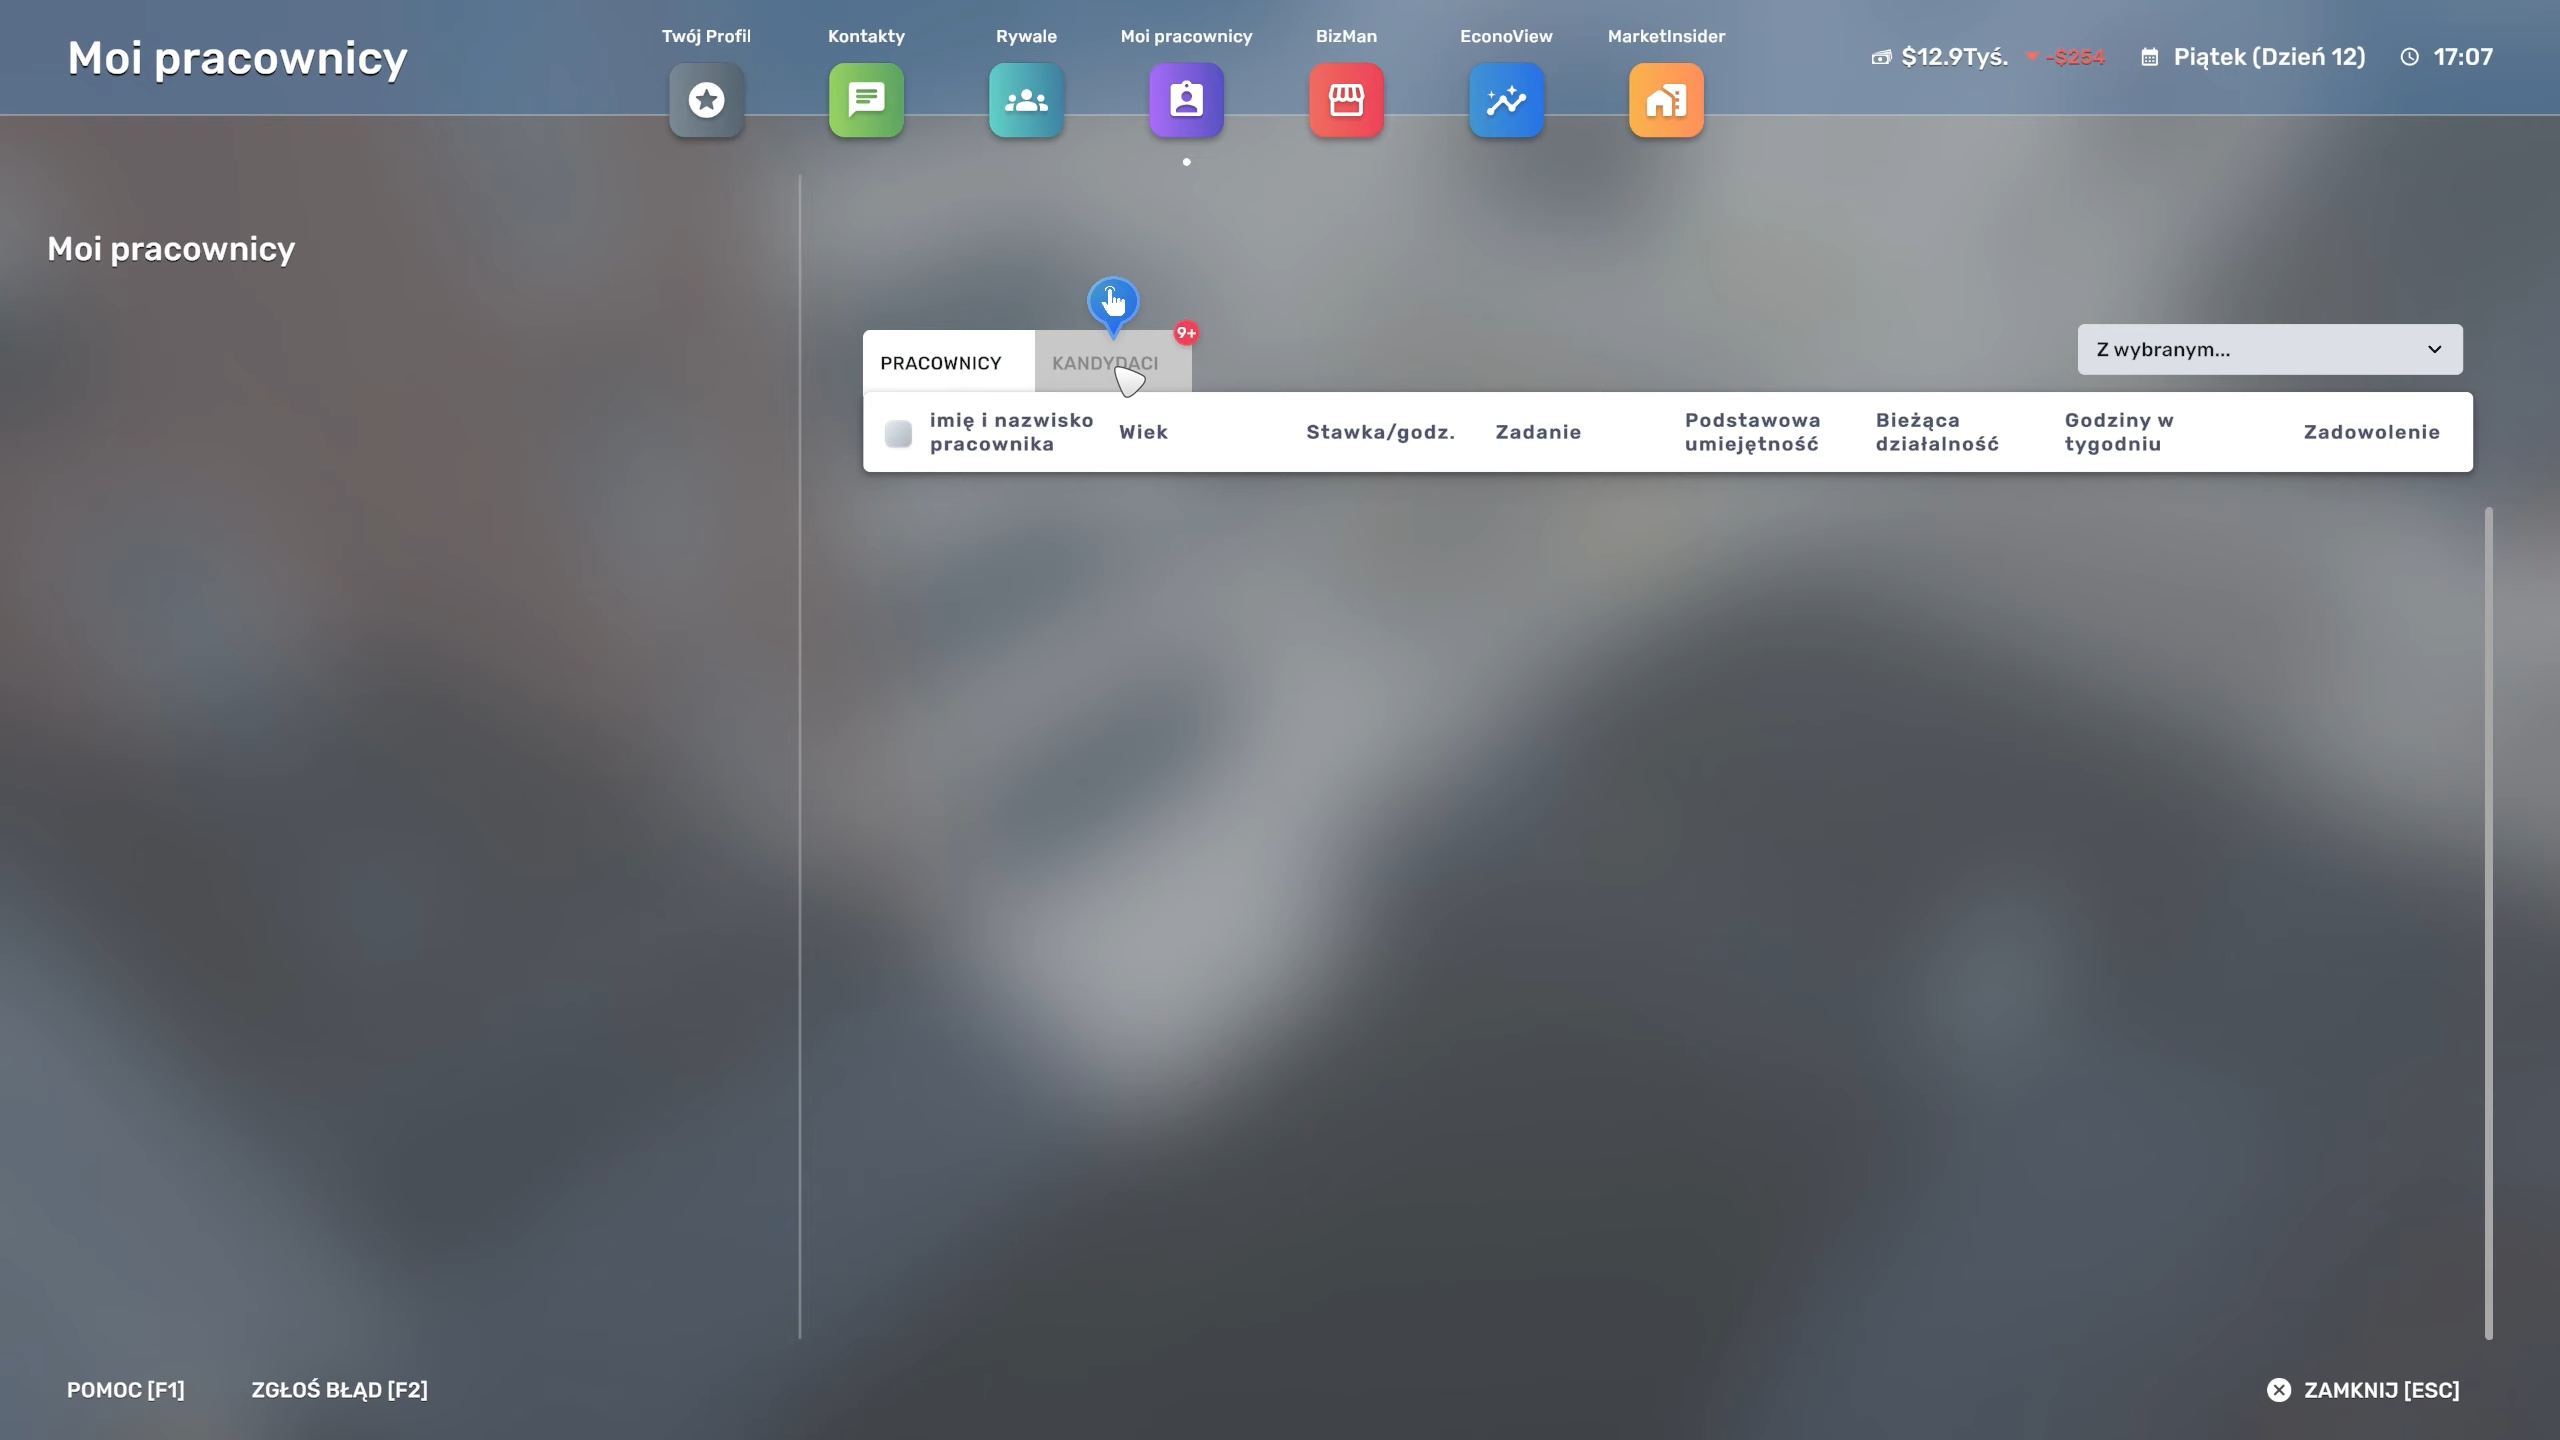 Moi pracownicy
Twój Profil
Kontakty
Rywale
Moi pracownicy
BizMan
EconoView
MarketInsider
$12.9Tyś.
-$254
Piątek (Dzień 12)
17:07
Moi pracownicy
9+
PRACOWNICY
KANDYDACI
Z wybranym...
imię i nazwisko
pracownika
Wiek
Stawka/godz.
Zadanie
Podstawowa
umiejętność
Bieżąca
działalność
Godziny w
tygodniu
Zadowolenie
POMOC [F1]
ZGŁOŚ BŁĄD [F2]
ZAMKNIJ [ESC]